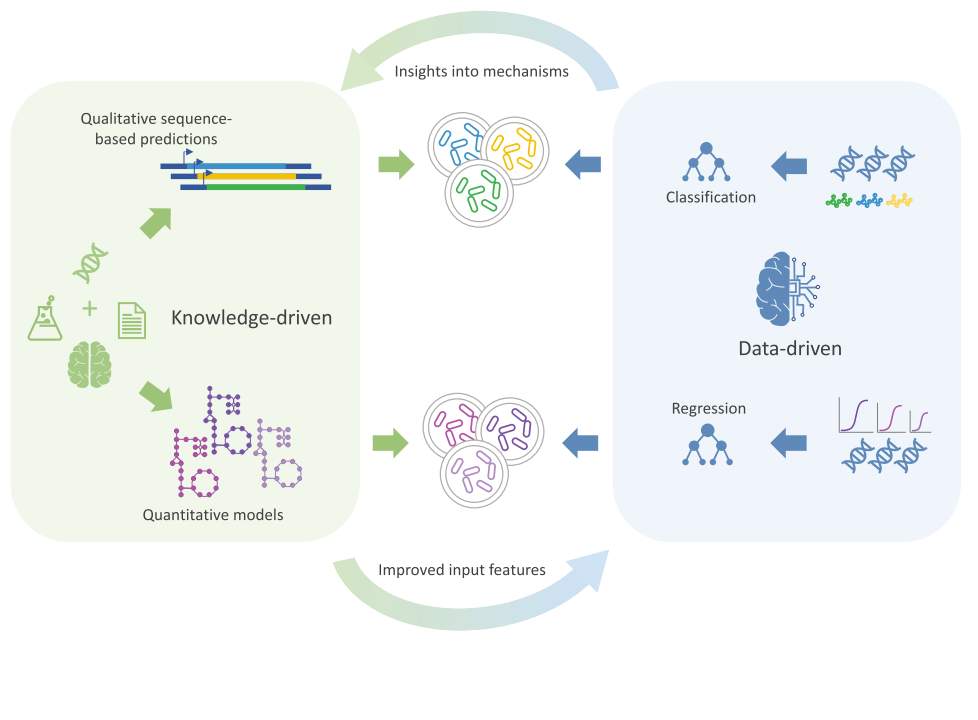 Insights into mechanisms
Qualitative sequence-
based predictions
Knowledge-driven
Quantitative models
Classification
Data-driven
Regression
Improved input features